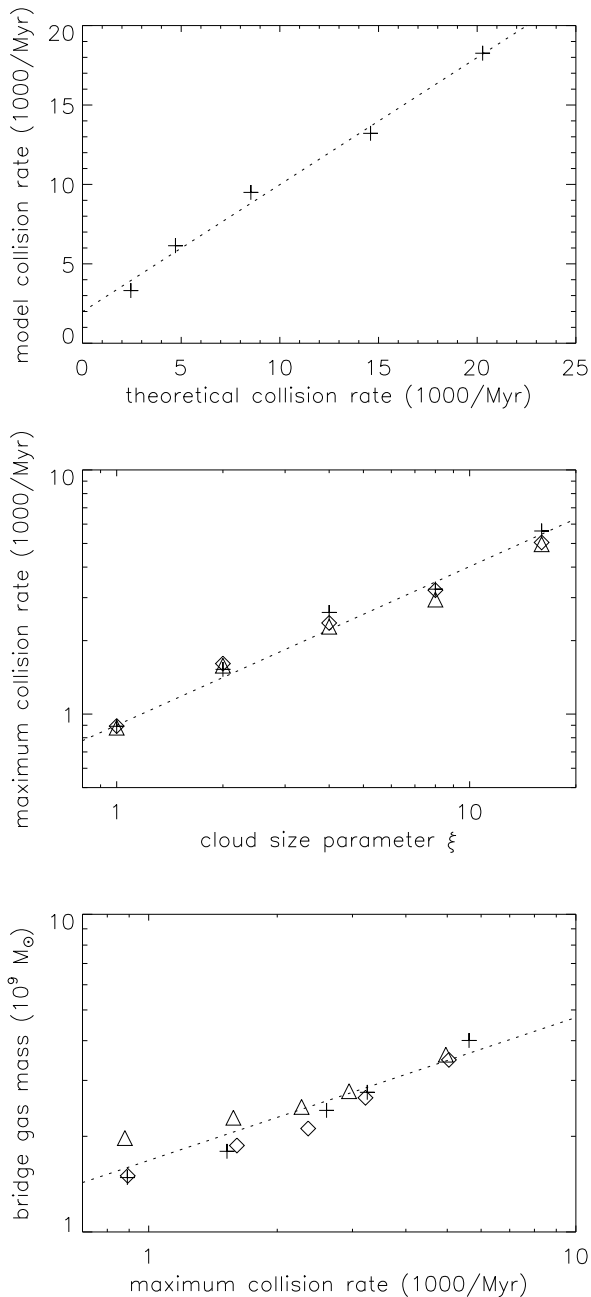 20
15
10
5
0
model collision rate (1000/Myr)
0 5 10 15 20 25
theoretical collision rate (1000/Myr)
10
1
maximum collision rate (1000/Myr)
1 10
cloud size parameter ξ
10
1
bridge gas mass (10⁹ M☉)
1 10
maximum collision rate (1000/Myr)